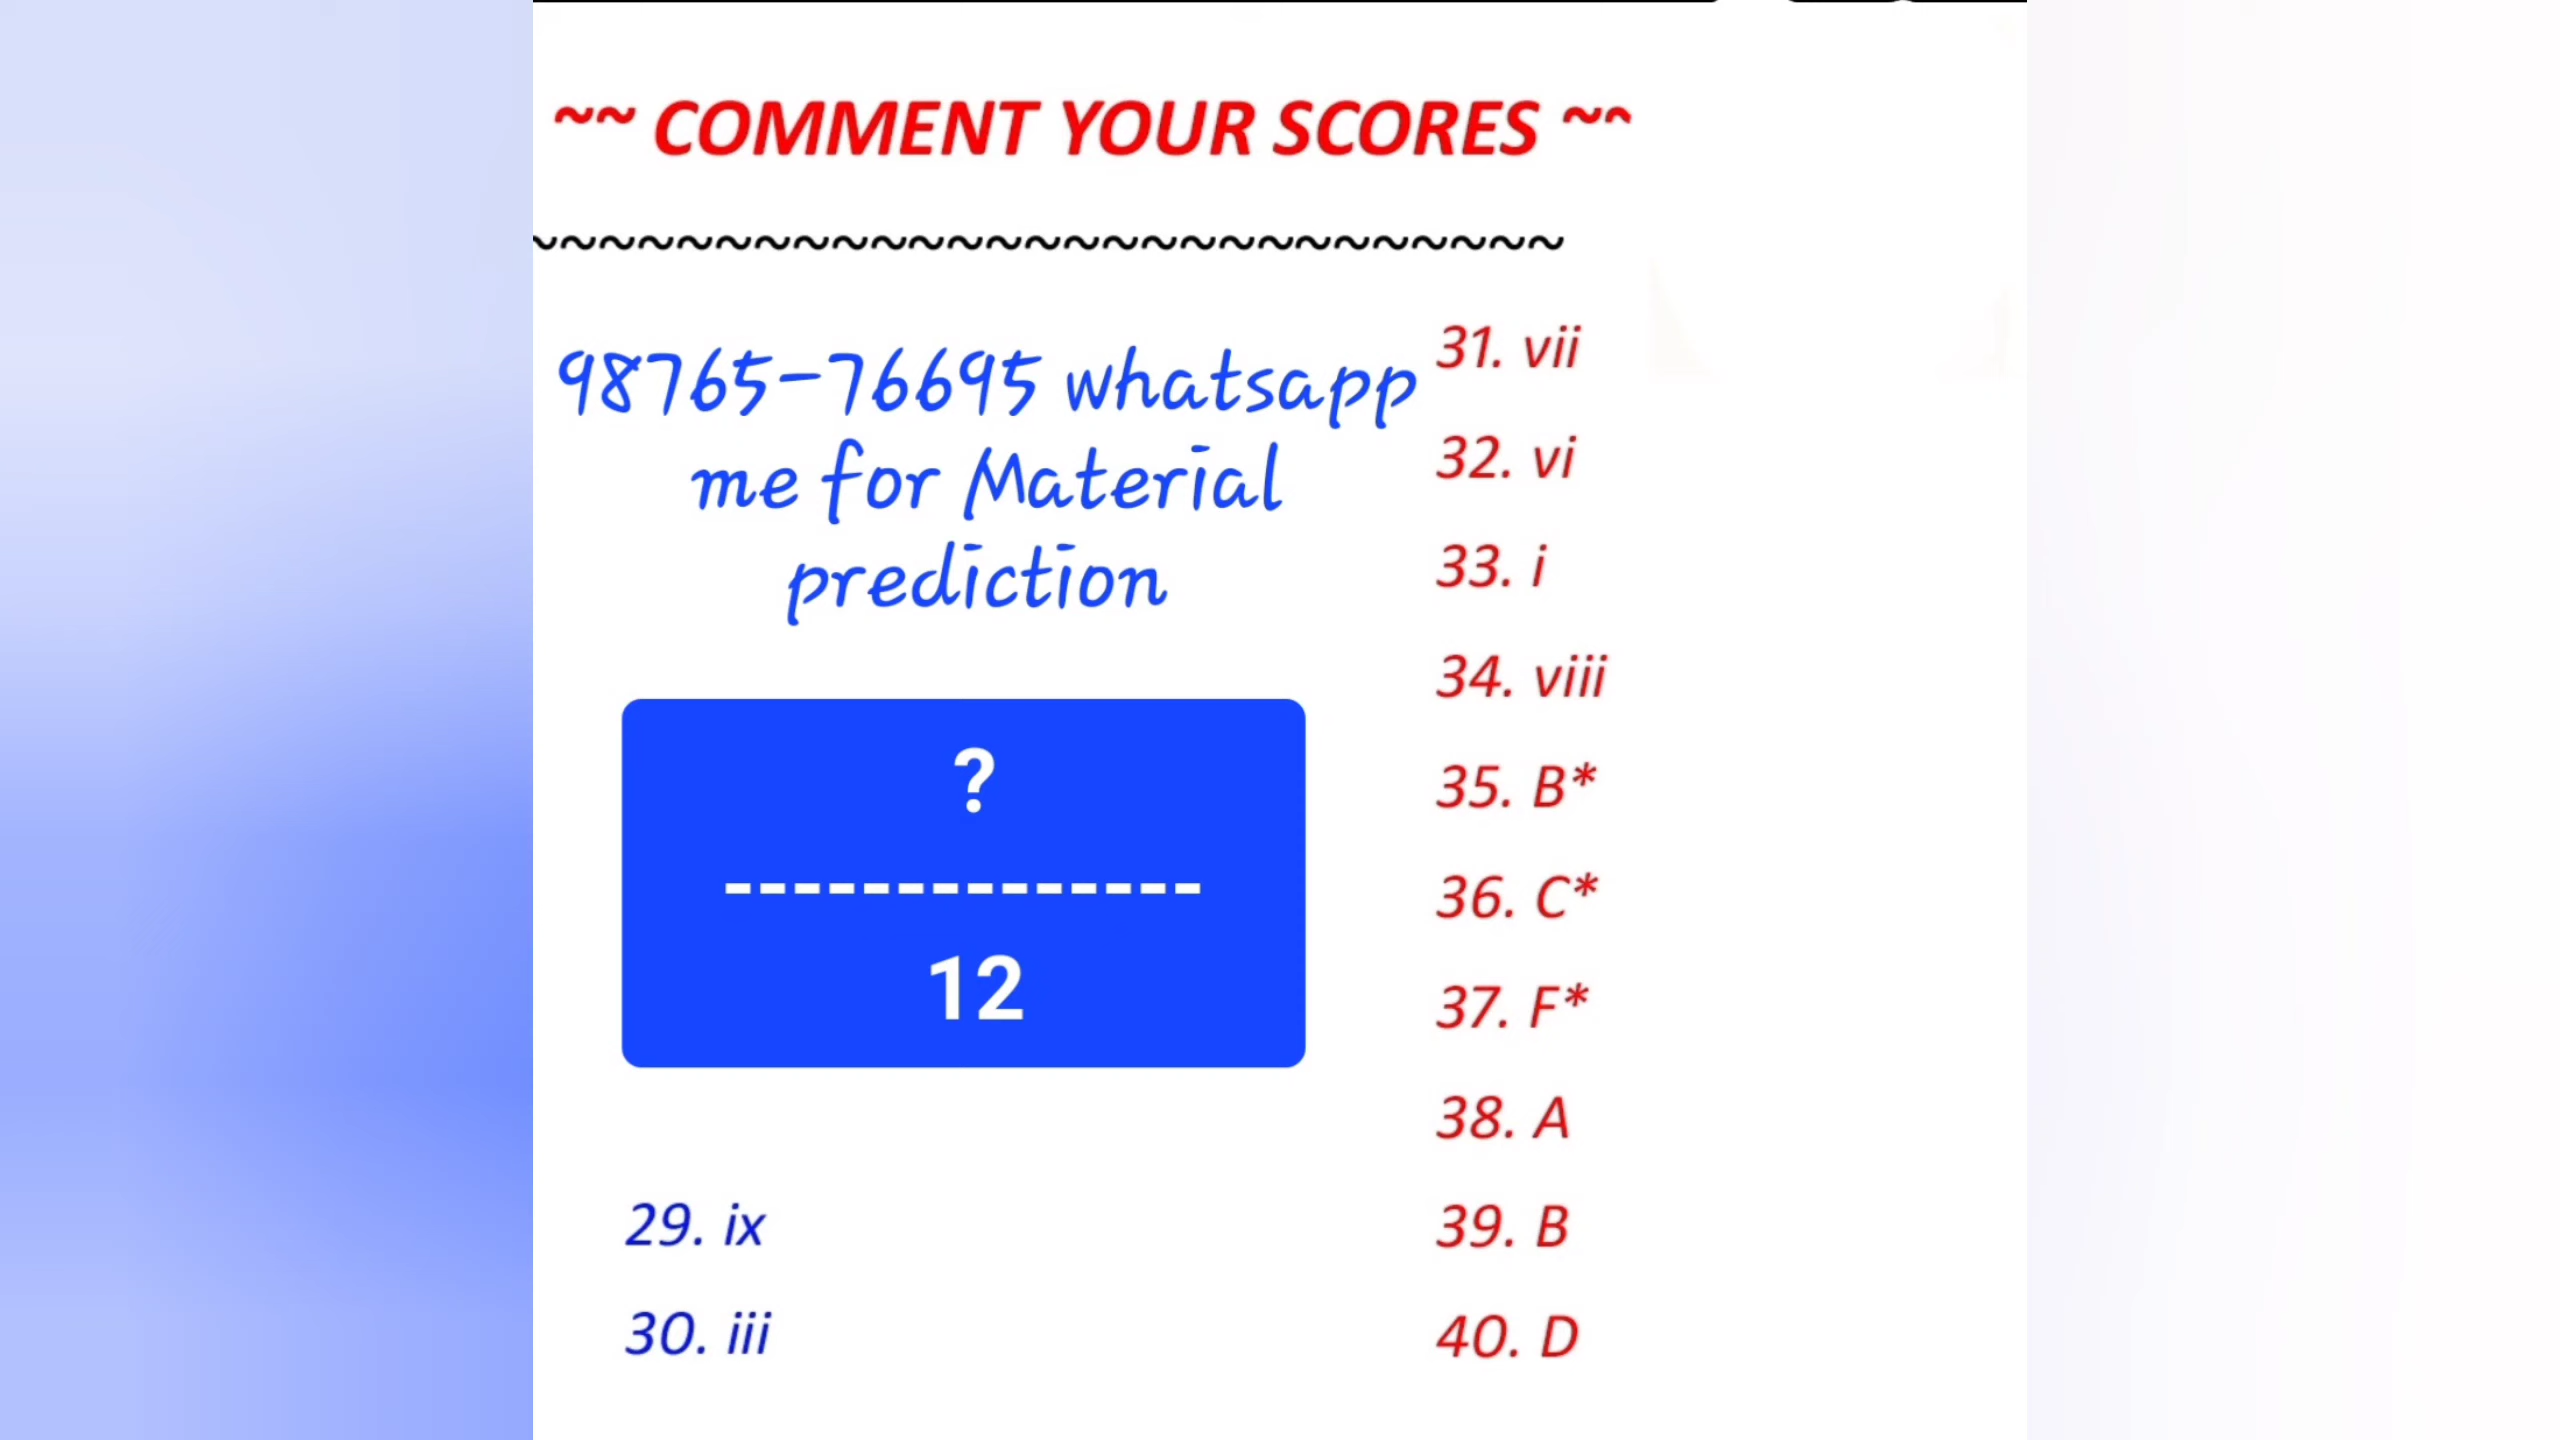 ~~ COMMENT YOUR SCORES ~~
~~~~~~~~~~~~~~~~~~~~~~~~~~~
98765-76695 whatsapp
me for Material
prediction
?
--------------
12
29. ix
30. iii
31. vii
32. vi
33. i
34. viii
35. B*
36. C*
37. F*
38. A
39. B
40. D